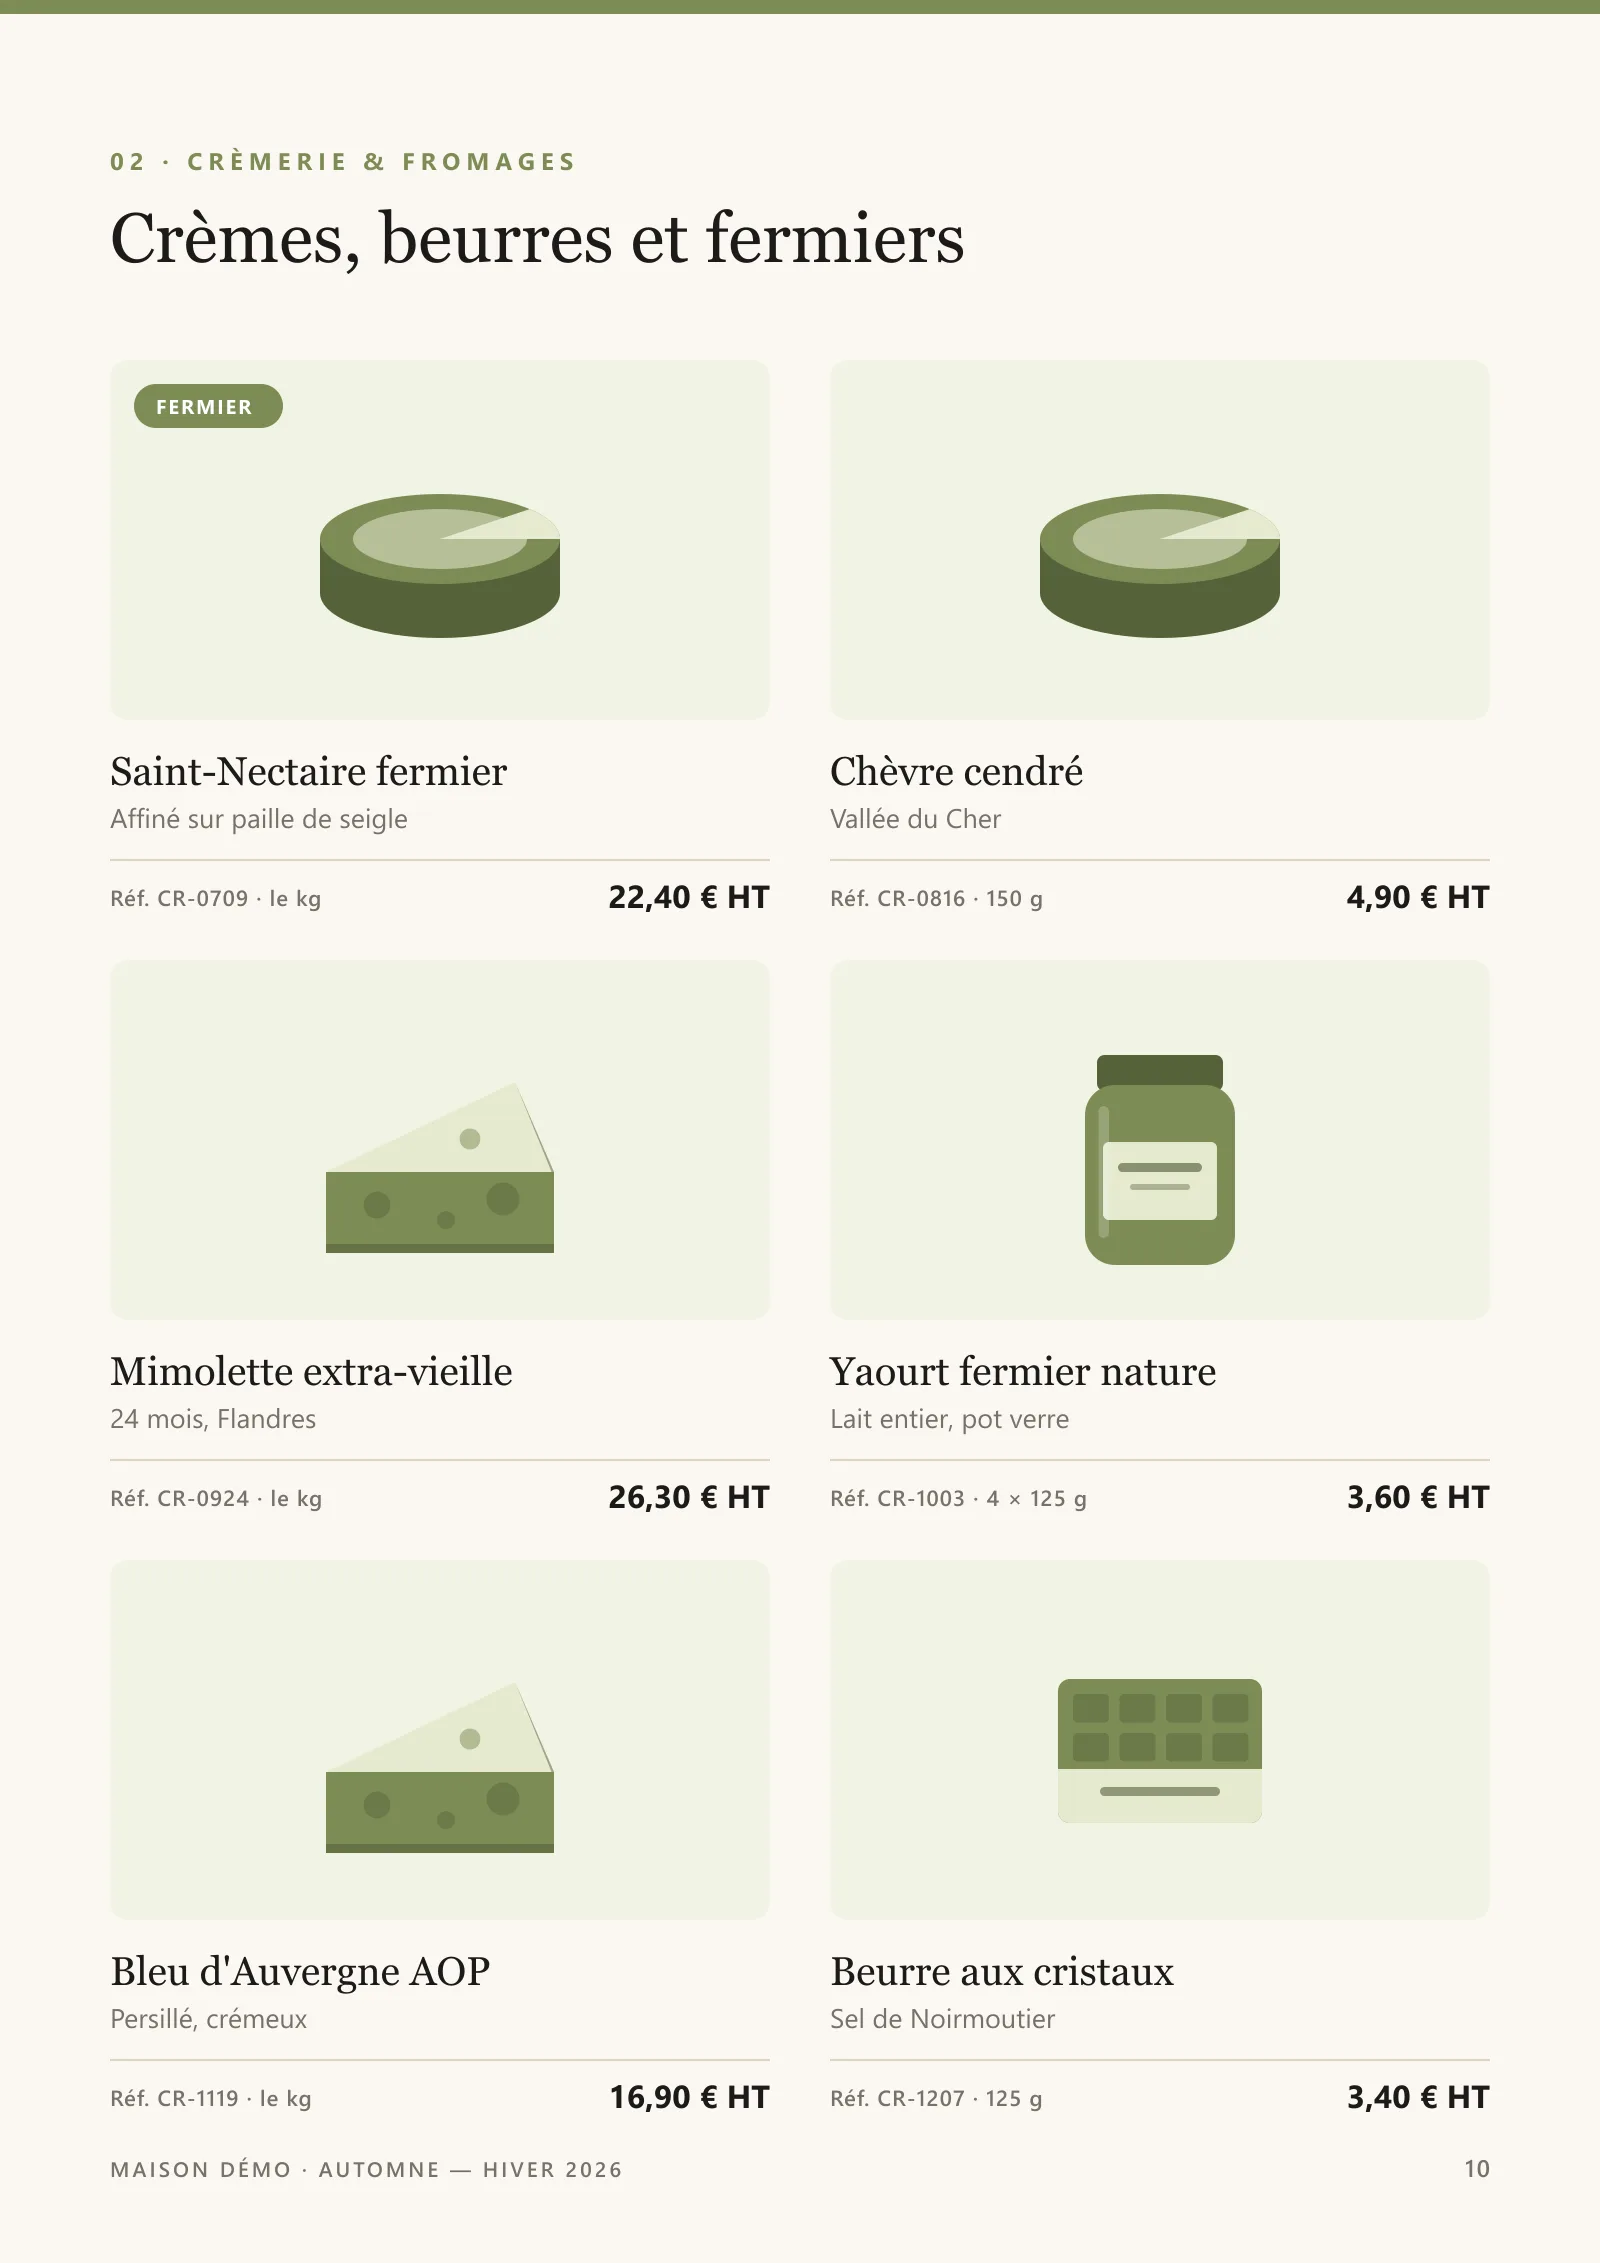 02 · CRÈMERIE & FROMAGES
Crèmes, beurres et fermiers
FERMIER
Saint-Nectaire fermier
Affiné sur paille de seigle
Réf. CR-0709 · le kg
22,40 € HT
Chèvre cendré
Vallée du Cher
Réf. CR-0816 · 150 g
4,90 € HT
Mimolette extra-vieille
24 mois, Flandres
Réf. CR-0924 · le kg
26,30 € HT
Yaourt fermier nature
Lait entier, pot verre
Réf. CR-1003 · 4 × 125 g
3,60 € HT
Bleu d'Auvergne AOP
Persillé, crémeux
Réf. CR-1119 · le kg
16,90 € HT
Beurre aux cristaux
Sel de Noirmoutier
Réf. CR-1207 · 125 g
3,40 € HT
MAISON DÉMO · AUTOMNE — HIVER 2026
10